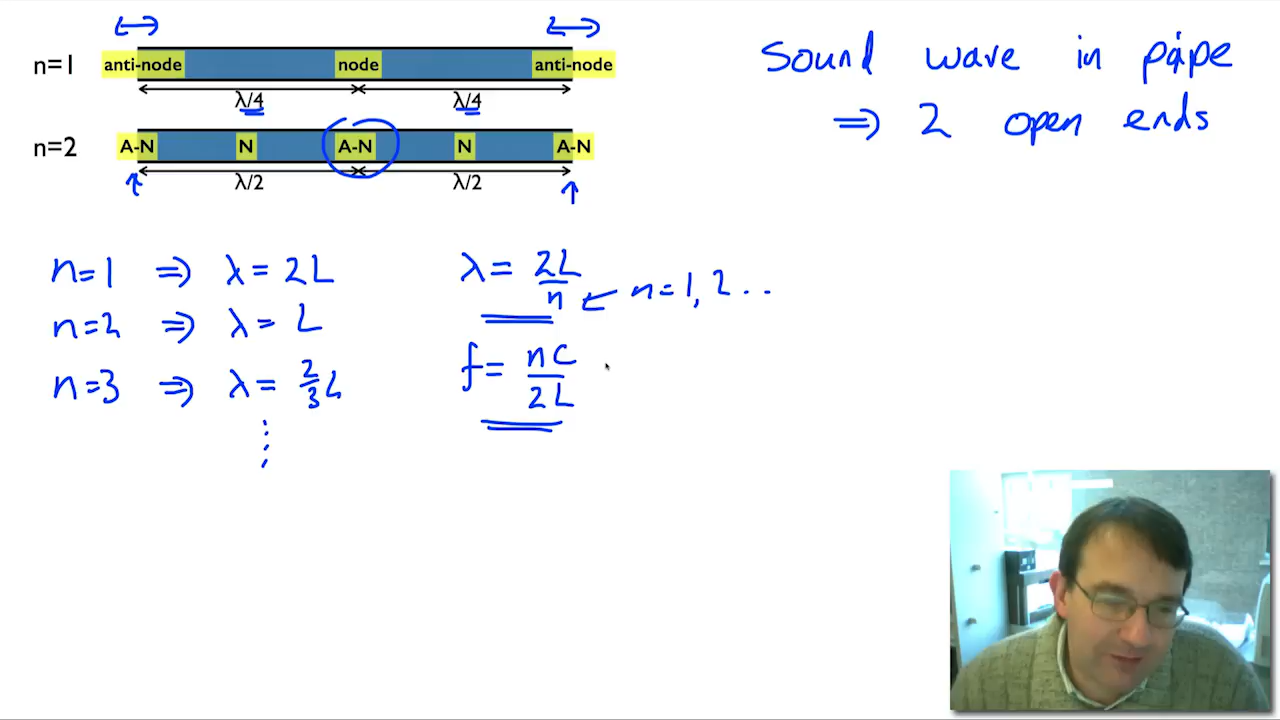 n=1 anti-node node anti-node
λ/4 λ/4
n=2 A-N N A-N N A-N
λ/2 λ/2
Sound wave in pipe
⇒ 2 open ends
n=1 ⇒ λ = 2L
n=2 ⇒ λ = L
n=3 ⇒ λ = 2/3 L
⋮
λ = 2L/n n=1, 2 ..
f = nc/2L